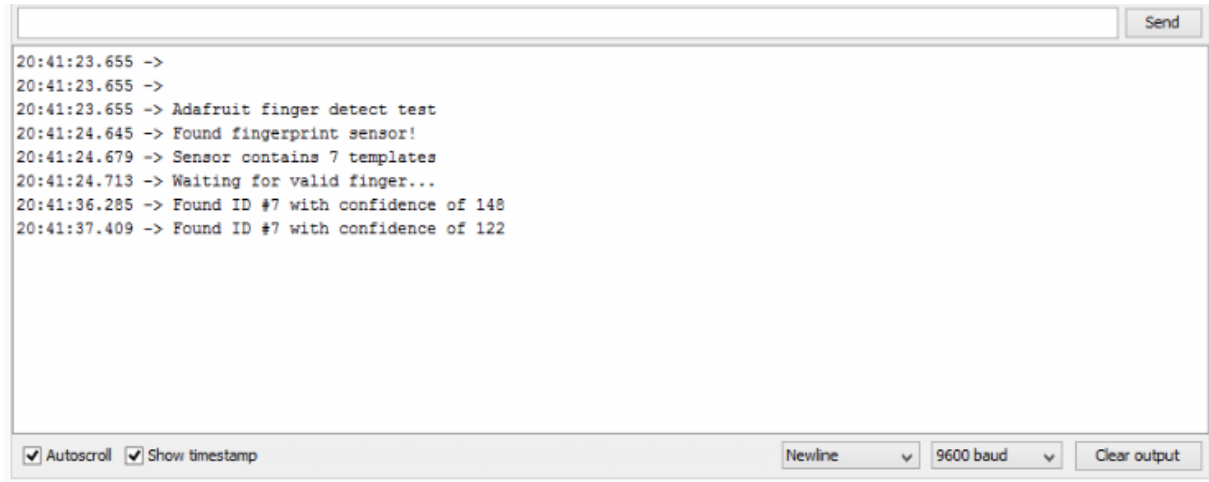 Send
20:41:23.655 ->
20:41:23.655 ->
20:41:23.655 -> Adafruit finger detect test
20:41:24.645 -> Found fingerprint sensor!
20:41:24.679 -> Sensor contains 7 templates
20:41:24.713 -> Waiting for valid finger...
20:41:36.285 -> Found ID #7 with confidence of 148
20:41:37.409 -> Found ID #7 with confidence of 122
Autoscroll Show timestamp Newline 9600 baud Clear output